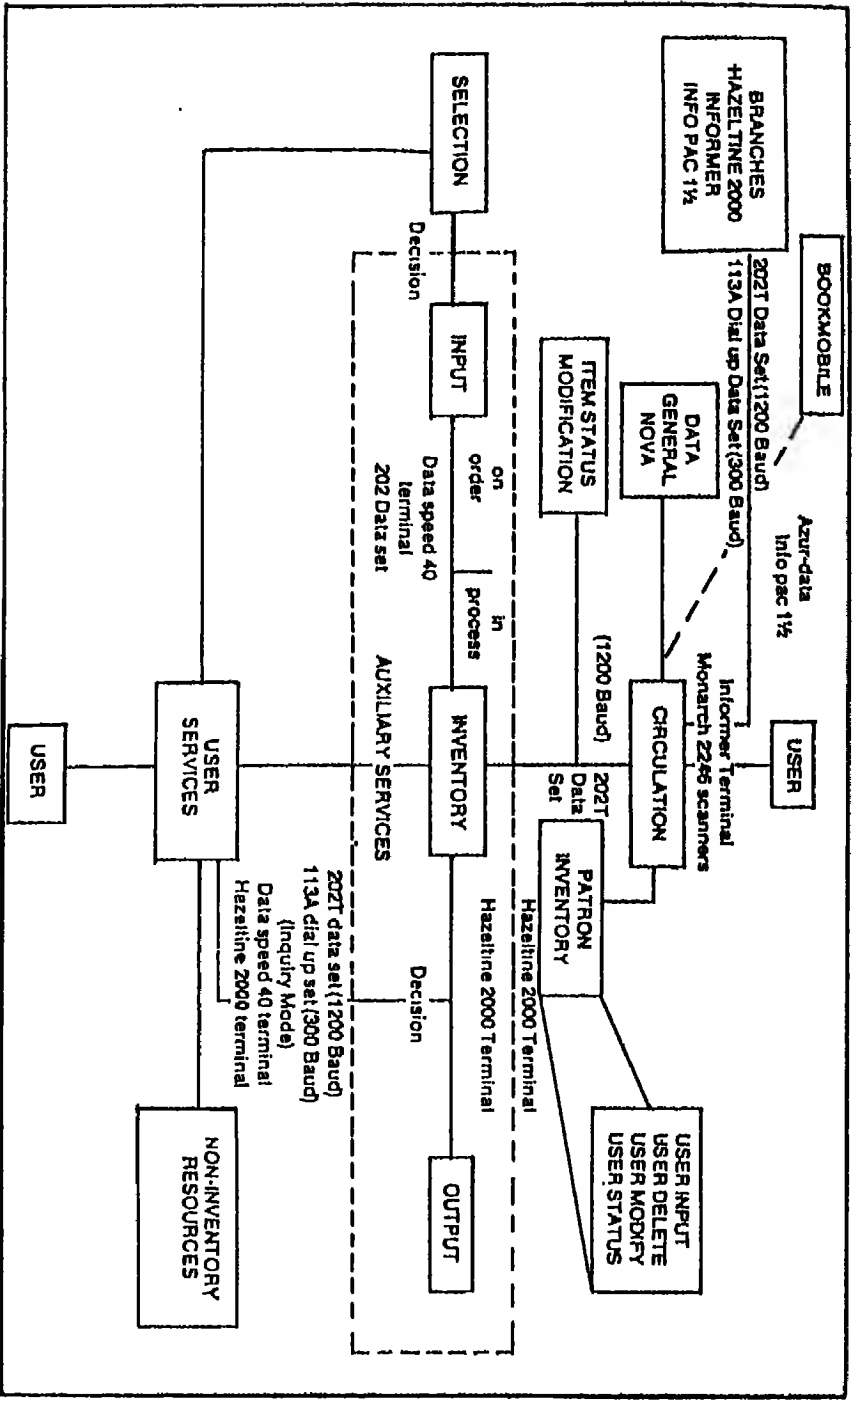 BOOKMOBILE
BRANCHES
HAZELTINE 2000
INFORMER
INFO PAC 1½
202T Data Set (1200 Baud)
113A Dial up Data Set (300 Baud)
Azur-data
Info pac 1½
USER
Informer Terminal
Monarch 2246 scanners
DATA
GENERAL
NOVA
CIRCULATION
USER INPUT
USER DELETE
USER MODIFY
USER STATUS
ITEM STATUS
MODIFICATION
(1200 Baud)
202T
Data
Set
PATRON
INVENTORY
Hazeltine 2000 Terminal
SELECTION
Decision
INPUT
on
order
in
process
Data speed 40
terminal
202 Data set
INVENTORY
Hazeltine 2000 Terminal
Decision
OUTPUT
AUXILIARY SERVICES
202T data set (1200 Baud)
113A dial up set (300 Baud)
(Inquiry Mode)
Data speed 40 terminal
Hazeltine 2000 terminal
USER
SERVICES
NON-INVENTORY
RESOURCES
USER